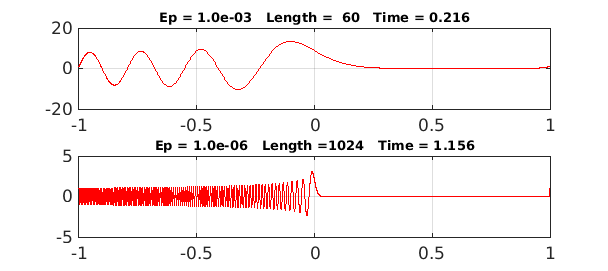 Ep = 1.0e-03   Length =  60   Time = 0.216
20
0
-20
-1 -0.5 0 0.5 1
Ep = 1.0e-06   Length =1024   Time = 1.156
5
0
-5
-1 -0.5 0 0.5 1